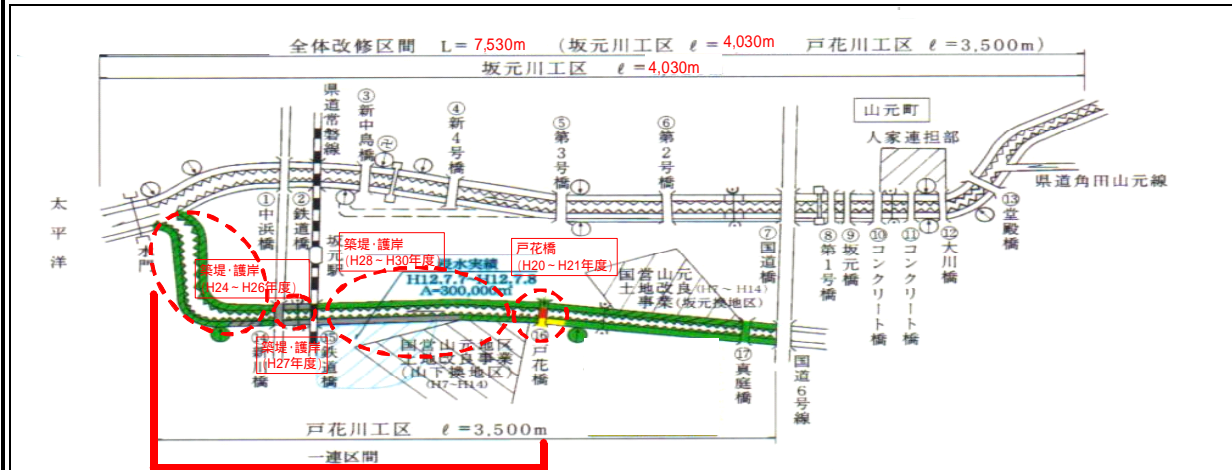 全体改修区間 L= 7,530m (坂元川工区 ℓ = 4,030m 戸花川工区 ℓ =3,500m)
坂元川工区 ℓ =4,030m
太平洋
水門
県道常磐線
③新中島橋
卍
④新4号橋
⑤第3号橋
⑥第2号橋
山元町
人家連担部
県道角田山元線
①中浜橋
②鉄道橋
坂元駅
⑦国道橋
⑧第1号橋
⑨坂元橋
⑩コンクリート橋
⑪コンクリート橋
⑫大川橋
⑬堂殿橋
築堤・護岸
(H24～H26年度)
築堤・護岸
(H28～H30年度)
戸花橋
(H20～H21年度)
浸水実績
H12.7.7～H12.7.8
A=300,000㎡
国営山元
土地改良(H7～H14)
事業(坂元換地区)
築堤・護岸
(H27年度)
⑭新川橋
⑮鉄道橋
国営山元地区
土地改良事業
(山下換地区)
(H7～H14)
⑯戸花橋
⑰真庭橋
国道6号線
戸花川工区 ℓ =3,500m
一連区間